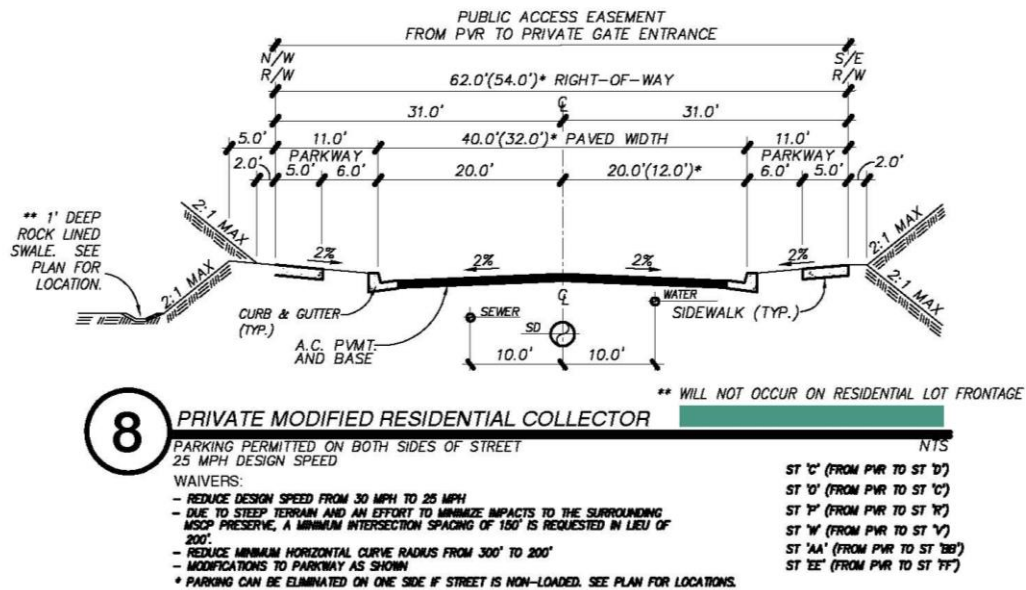 PUBLIC ACCESS EASEMENT
FROM PVR TO PRIVATE GATE ENTRANCE
N/W
R/W
S/E
R/W
62.0'(54.0')* RIGHT-OF-WAY
℄
31.0'
31.0'
5.0'
11.0'
40.0'(32.0')* PAVED WIDTH
11.0'
PARKWAY
PARKWAY
2.0'
5.0'
6.0'
20.0'
20.0'(12.0')*
6.0'
5.0'
2.0'
** 1' DEEP
ROCK LINED
SWALE. SEE
PLAN FOR
LOCATION.
2:1 MAX
2:1 MAX
2%
2%
2%
2%
2:1 MAX
2:1 MAX
CURB & GUTTER
(TYP.)
A.C. PVMT.
AND BASE
SEWER
℄
SD
WATER
SIDEWALK (TYP.)
10.0'
10.0'
** WILL NOT OCCUR ON RESIDENTIAL LOT FRONTAGE
8
PRIVATE MODIFIED RESIDENTIAL COLLECTOR
PARKING PERMITTED ON BOTH SIDES OF STREET
NTS
25 MPH DESIGN SPEED
WAIVERS:
- REDUCE DESIGN SPEED FROM 30 MPH TO 25 MPH
- DUE TO STEEP TERRAIN AND AN EFFORT TO MINIMIZE IMPACTS TO THE SURROUNDING
MSCP PRESERVE, A MINIMUM INTERSECTION SPACING OF 150' IS REQUESTED IN LIEU OF
200'.
- REDUCE MINIMUM HORIZONTAL CURVE RADIUS FROM 300' TO 200'
- MODIFICATIONS TO PARKWAY AS SHOWN
* PARKING CAN BE ELIMINATED ON ONE SIDE IF STREET IS NON-LOADED. SEE PLAN FOR LOCATIONS.
ST 'C' (FROM PVR TO ST 'D')
ST 'O' (FROM PVR TO ST 'C')
ST 'P' (FROM PVR TO ST 'R')
ST 'W' (FROM PVR TO ST 'V')
ST 'AA' (FROM PVR TO ST 'BB')
ST 'EE' (FROM PVR TO ST 'FF')